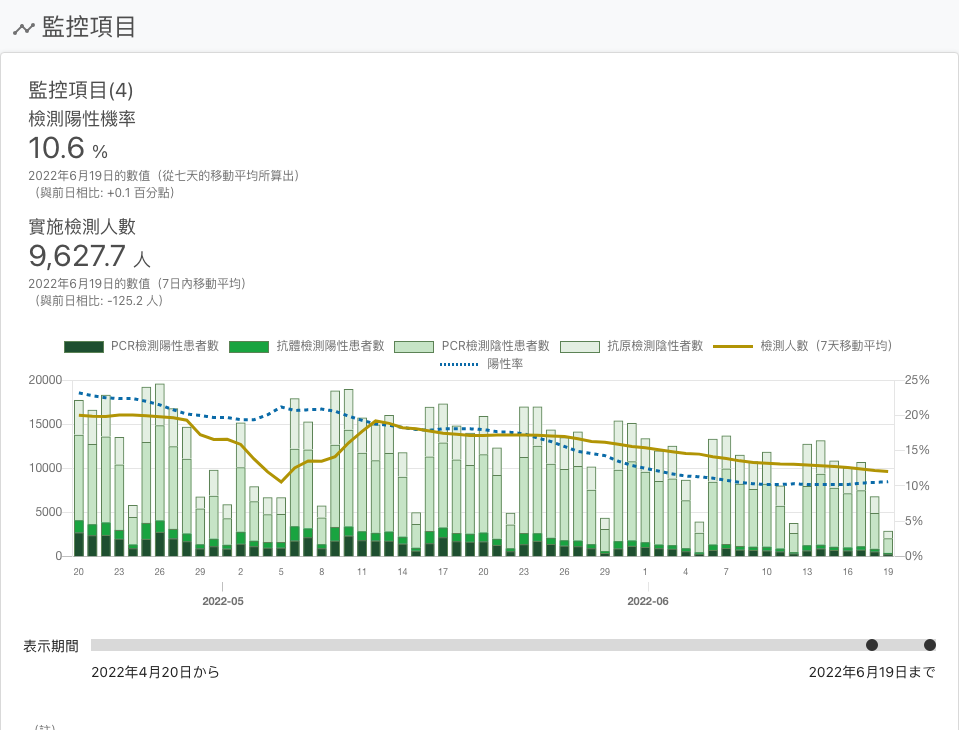 監控項目
監控項目(4)
檢測陽性機率
10.6 %
2022年6月19日的數值（從七天的移動平均所算出）
（與前日相比: +0.1 百分點）
實施檢測人數
9,627.7 人
2022年6月19日的數值（7日內移動平均）
（與前日相比: -125.2 人）
PCR檢測陽性患者數 抗體檢測陽性患者數 PCR檢測陰性患者數 抗原檢測陰性者數 檢測人數（7天移動平均）
陽性率
20000 25%
15000 20%
10000 15%
5000 10%
0 5%
0%
20 23 26 29 2 5 8 11 14 17 20 23 26 29 1 4 7 10 13 16 19
2022-05 2022-06
表示期間
2022年4月20日から 2022年6月19日まで
（註）